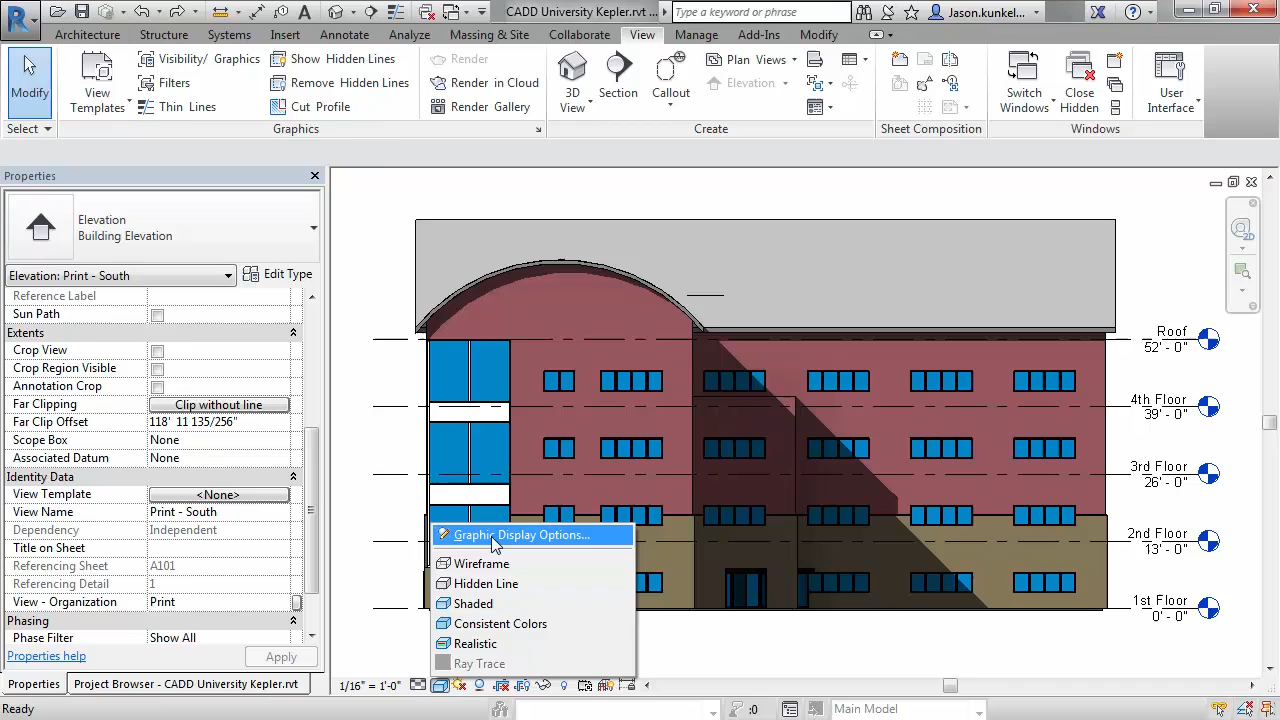 CADD University Kepler.rvt ...
Type a keyword or phrase
Jason.kunkel...
Architecture
Structure
Systems
Insert
Annotate
Analyze
Massing & Site
Collaborate
View
Manage
Add-Ins
Modify
Modify
View
Templates
Visibility/ Graphics
Filters
Thin Lines
Show Hidden Lines
Remove Hidden Lines
Cut Profile
Render
Render in Cloud
Render Gallery
3D
View
Section
Callout
Plan Views
Elevation
Switch
Windows
Close
Hidden
User
Interface
Select
Graphics
Create
Sheet Composition
Windows
Properties
Elevation
Building Elevation
Elevation: Print - South
Edit Type
Reference Label
Sun Path
Extents
Crop View
Crop Region Visible
Annotation Crop
Far Clipping Clip without line
Far Clip Offset 118' 11 135/256"
Scope Box None
Associated Datum None
Identity Data
View Template <None>
View Name Print - South
Dependency Independent
Title on Sheet
Referencing Sheet A101
Referencing Detail 1
View - Organization Print
Phasing
Phase Filter Show All
Properties help
Apply
Properties
Project Browser - CADD University Kepler.rvt
Roof
52' - 0"
4th Floor
39' - 0"
3rd Floor
26' - 0"
2nd Floor
13' - 0"
1st Floor
0' - 0"
2D
Graphic Display Options...
Wireframe
Hidden Line
Shaded
Consistent Colors
Realistic
Ray Trace
1/16" = 1'-0"
Ready
:0
Main Model